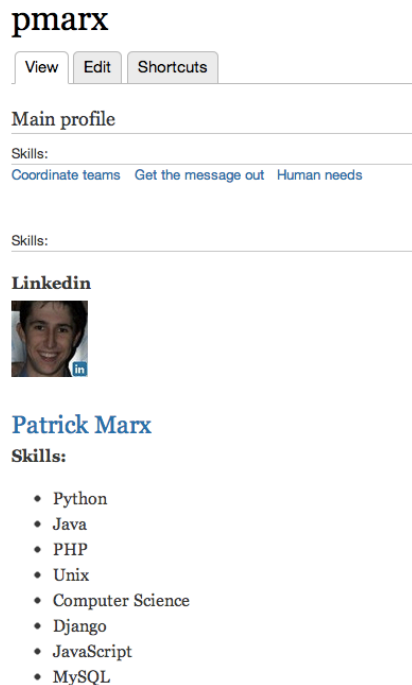 pmarx
View Edit Shortcuts
Main profile
Skills:
Coordinate teams Get the message out Human needs
Skills:
Linkedin
in
Patrick Marx
Skills:
Python
Java
PHP
Unix
Computer Science
Django
JavaScript
MySQL